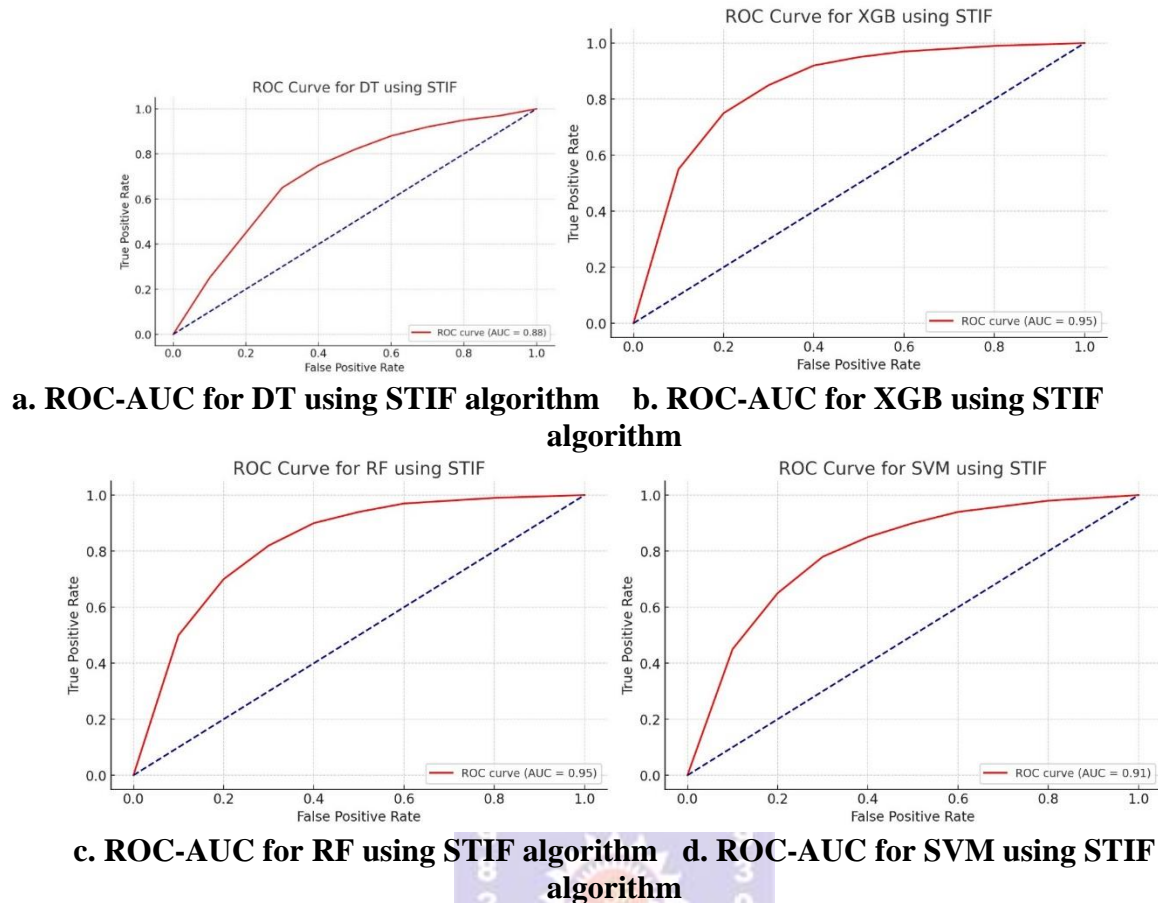 ROC Curve for DT using STIF
1.0
0.8
0.6
0.4
0.2
0.0
True Positive Rate
0.0 0.2 0.4 0.6 0.8 1.0
False Positive Rate
ROC curve (AUC = 0.88)
ROC Curve for XGB using STIF
1.0
0.8
0.6
0.4
0.2
0.0
True Positive Rate
0.0 0.2 0.4 0.6 0.8 1.0
False Positive Rate
ROC curve (AUC = 0.95)
a. ROC-AUC for DT using STIF algorithm b. ROC-AUC for XGB using STIF
algorithm
ROC Curve for RF using STIF
1.0
0.8
0.6
0.4
0.2
0.0
True Positive Rate
0.0 0.2 0.4 0.6 0.8 1.0
False Positive Rate
ROC curve (AUC = 0.95)
ROC Curve for SVM using STIF
1.0
0.8
0.6
0.4
0.2
0.0
True Positive Rate
0.0 0.2 0.4 0.6 0.8 1.0
False Positive Rate
ROC curve (AUC = 0.91)
c. ROC-AUC for RF using STIF algorithm d. ROC-AUC for SVM using STIF
algorithm